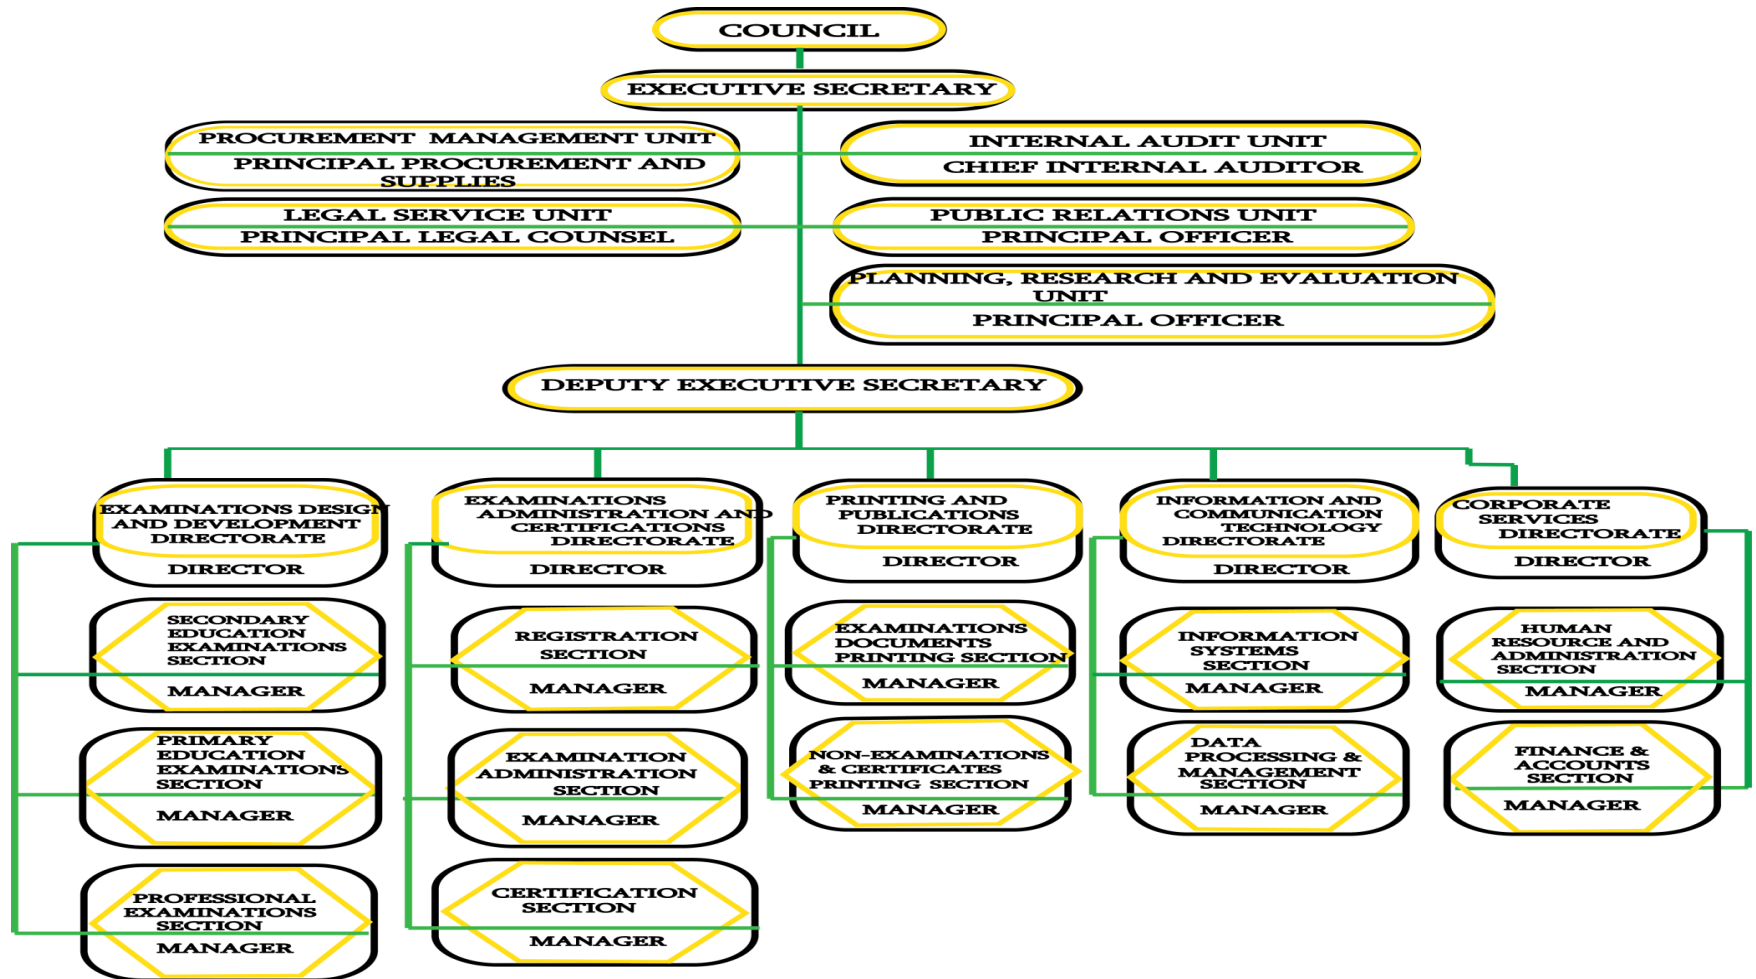 COUNCIL
EXECUTIVE SECRETARY
PROCUREMENT MANAGEMENT UNIT
PRINCIPAL PROCUREMENT AND
SUPPLIES
INTERNAL AUDIT UNIT
CHIEF INTERNAL AUDITOR
LEGAL SERVICE UNIT
PRINCIPAL LEGAL COUNSEL
PUBLIC RELATIONS UNIT
PRINCIPAL OFFICER
PLANNING, RESEARCH AND EVALUATION
UNIT
PRINCIPAL OFFICER
DEPUTY EXECUTIVE SECRETARY
EXAMINATIONS DESIGN
AND DEVELOPMENT
DIRECTORATE
DIRECTOR
SECONDARY
EDUCATION
EXAMINATIONS
SECTION
MANAGER
PRIMARY
EDUCATION
EXAMINATIONS
SECTION
MANAGER
PROFESSIONAL
EXAMINATIONS
SECTION
MANAGER
EXAMINATIONS
ADMINISTRATION AND
CERTIFICATIONS
DIRECTORATE
DIRECTOR
REGISTRATION
SECTION
MANAGER
EXAMINATION
ADMINISTRATION
SECTION
MANAGER
CERTIFICATION
SECTION
MANAGER
PRINTING AND
PUBLICATIONS
DIRECTORATE
DIRECTOR
EXAMINATIONS
DOCUMENTS
PRINTING SECTION
MANAGER
NON-EXAMINATIONS
& CERTIFICATES
PRINTING SECTION
MANAGER
INFORMATION AND
COMMUNICATION
TECHNOLOGY
DIRECTORATE
DIRECTOR
INFORMATION
SYSTEMS
SECTION
MANAGER
DATA
PROCESSING &
MANAGEMENT
SECTION
MANAGER
CORPORATE
SERVICES
DIRECTORATE
DIRECTOR
HUMAN
RESOURCE AND
ADMINISTRATION
SECTION
MANAGER
FINANCE &
ACCOUNTS
SECTION
MANAGER